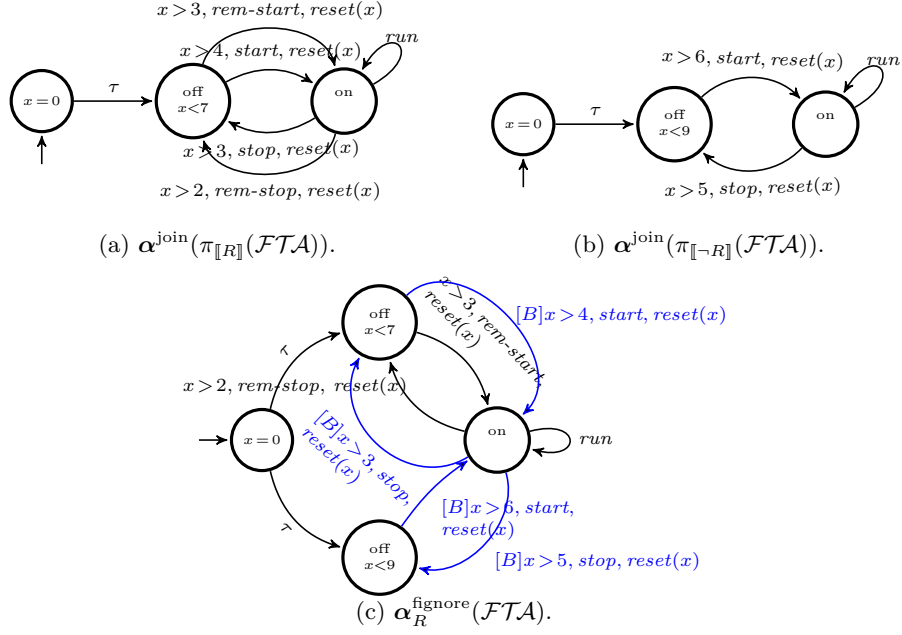 x>3, rem-start, reset(x)
x>4, start, reset(x)
run
x=0
τ
off
x<7
on
x>3, stop, reset(x)
x>2, rem-stop, reset(x)
(a) α^join(π_⟦R⟧(FTA)).
x>6, start, reset(x)
run
x=0
τ
off
x<9
on
x>5, stop, reset(x)
(b) α^join(π_⟦¬R⟧(FTA)).
off
x<7
x>3, rem-start,
reset(x)
[B]x>4, start, reset(x)
τ
x>2, rem-stop, reset(x)
x=0
on
run
[B]x>3, stop,
reset(x)
[B]x>6, start,
reset(x)
τ
off
x<9
[B]x>5, stop, reset(x)
(c) α_R^fignore(FTA).